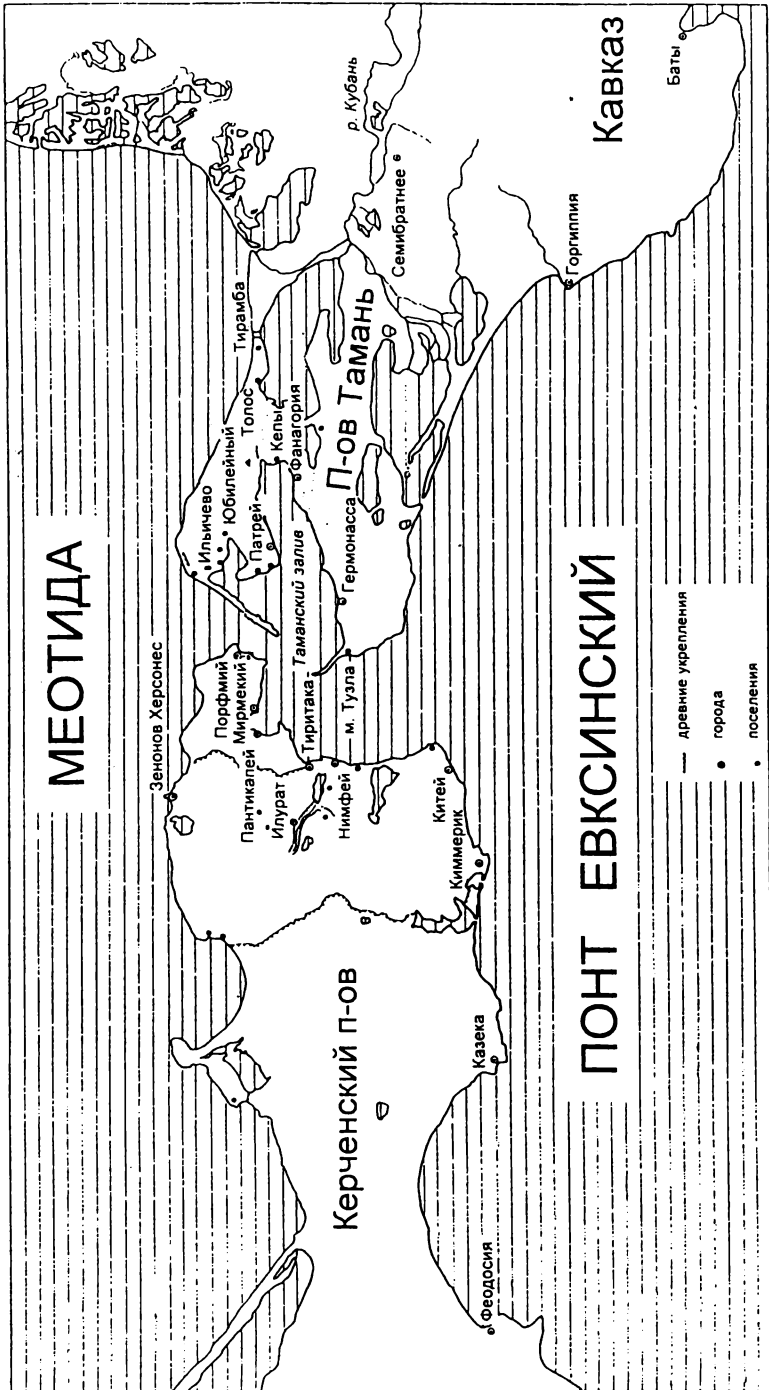 МЕОТИДА
Зенонов Херсонес
Порфмий
Мирмекий
Пантикапей
Илурат
Тиритака
Нимфей
м. Тузла
Китей
Киммерик
Керченский п-ов
Казека
Феодосия
Ильичево
Юбилейный
Патрей
Толос
Тирамба
Кепы
Фанагория
Таманский залив
Гермонасса
П-ов Тамань
р. Кубань
Семибратнее
Горгиппия
Кавказ
Баты
ПОНТ ЕВКСИНСКИЙ
древние укрепления
города
поселения